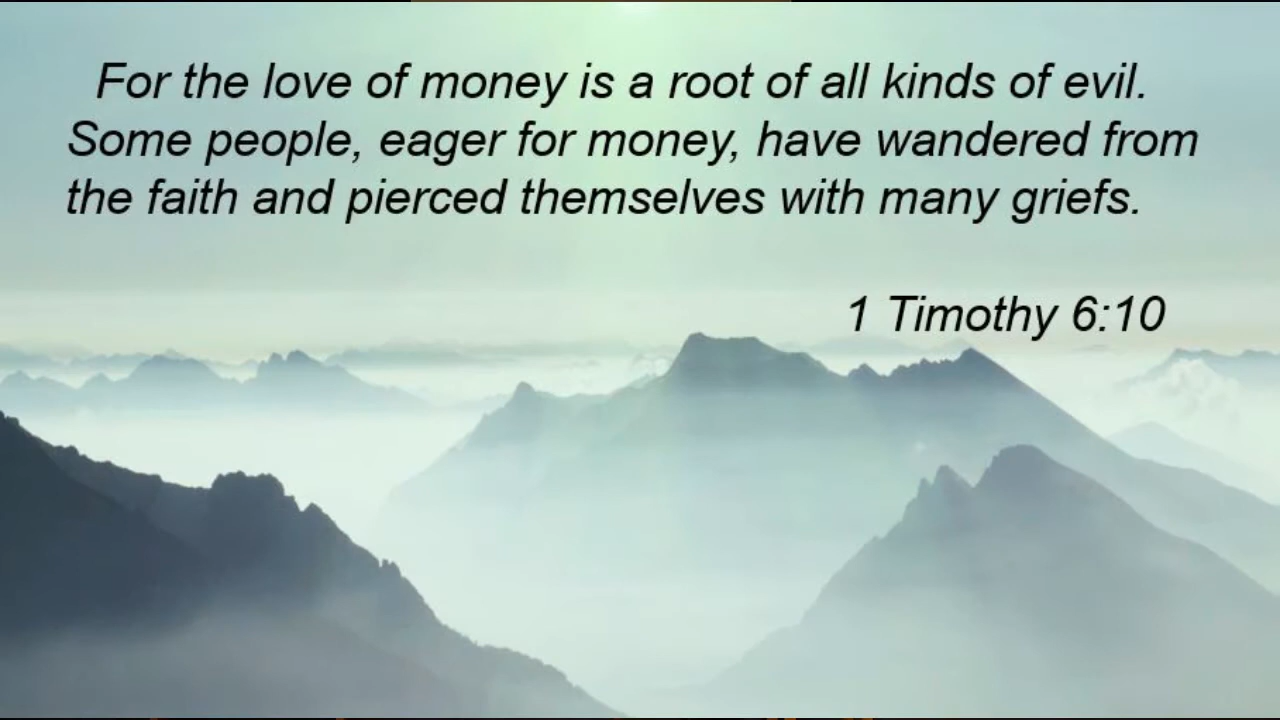 For the love of money is a root of all kinds of evil.
Some people, eager for money, have wandered from
the faith and pierced themselves with many griefs.
1 Timothy 6:10